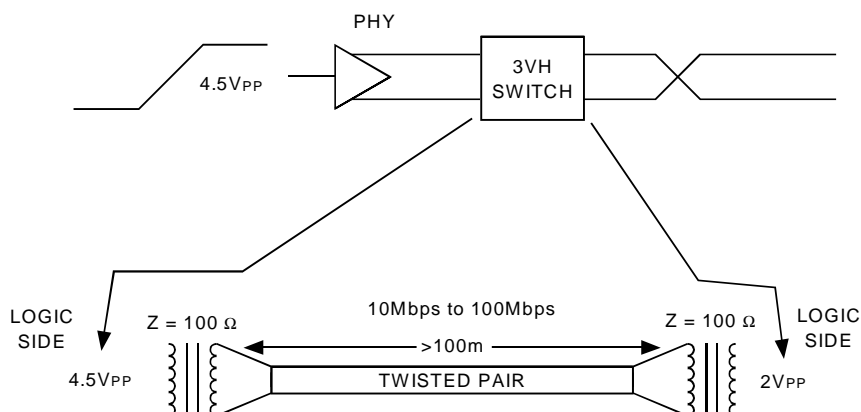 PHY
4.5VPP
3VH
SWITCH
10Mbps to 100Mbps
LOGIC
SIDE
Z = 100 Ω
>100m
Z = 100 Ω
LOGIC
SIDE
4.5VPP
TWISTED PAIR
2VPP